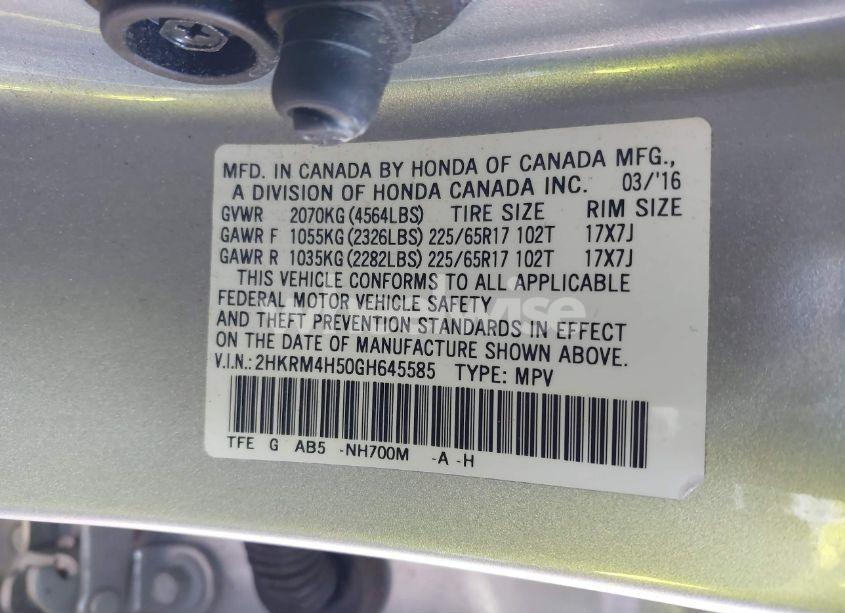 MFD. IN CANADA BY HONDA OF CANADA MFG.,
A DIVISION OF HONDA CANADA INC. 03/'16
GVWR 2070KG (4564LBS) TIRE SIZE RIM SIZE
GAWR F 1055KG (2326LBS) 225/65R17 102T 17X7J
GAWR R 1035KG (2282LBS) 225/65R17 102T 17X7J
THIS VEHICLE CONFORMS TO ALL APPLICABLE
FEDERAL MOTOR VEHICLE SAFETY
AND THEFT PREVENTION STANDARDS IN EFFECT
ON THE DATE OF MANUFACTURE SHOWN ABOVE.
V.I.N.: 2HKRM4H50GH645585 TYPE: MPV
TFE G AB5 -NH700M -A -H